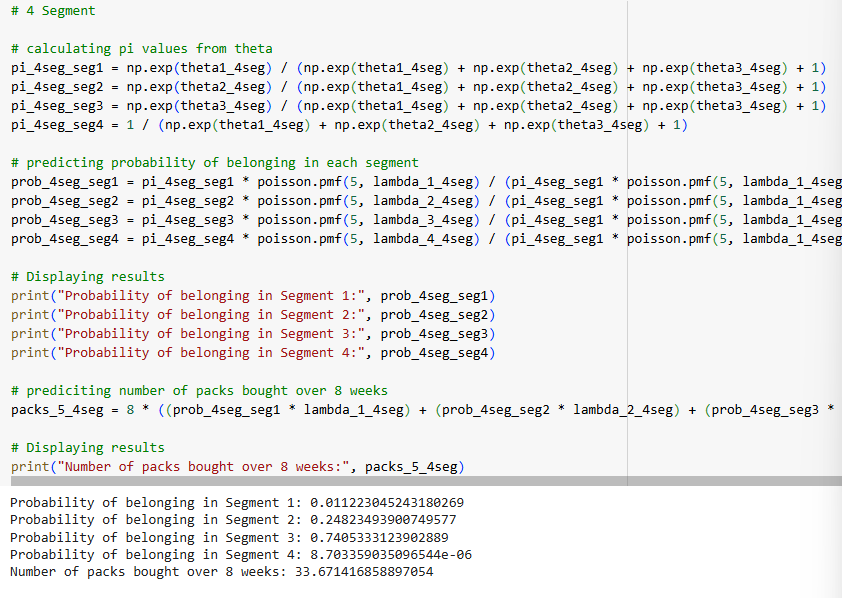 # 4 Segment
# calculating pi values from theta
pi_4seg_seg1 = np.exp(theta1_4seg) / (np.exp(theta1_4seg) + np.exp(theta2_4seg) + np.exp(theta3_4seg) + 1)
pi_4seg_seg2 = np.exp(theta2_4seg) / (np.exp(theta1_4seg) + np.exp(theta2_4seg) + np.exp(theta3_4seg) + 1)
pi_4seg_seg3 = np.exp(theta3_4seg) / (np.exp(theta1_4seg) + np.exp(theta2_4seg) + np.exp(theta3_4seg) + 1)
pi_4seg_seg4 = 1 / (np.exp(theta1_4seg) + np.exp(theta2_4seg) + np.exp(theta3_4seg) + 1)
# predicting probability of belonging in each segment
prob_4seg_seg1 = pi_4seg_seg1 * poisson.pmf(5, lambda_1_4seg) / (pi_4seg_seg1 * poisson.pmf(5, lambda_1_4seg
prob_4seg_seg2 = pi_4seg_seg2 * poisson.pmf(5, lambda_2_4seg) / (pi_4seg_seg1 * poisson.pmf(5, lambda_1_4seg
prob_4seg_seg3 = pi_4seg_seg3 * poisson.pmf(5, lambda_3_4seg) / (pi_4seg_seg1 * poisson.pmf(5, lambda_1_4seg
prob_4seg_seg4 = pi_4seg_seg4 * poisson.pmf(5, lambda_4_4seg) / (pi_4seg_seg1 * poisson.pmf(5, lambda_1_4seg
# Displaying results
print("Probability of belonging in Segment 1:", prob_4seg_seg1)
print("Probability of belonging in Segment 2:", prob_4seg_seg2)
print("Probability of belonging in Segment 3:", prob_4seg_seg3)
print("Probability of belonging in Segment 4:", prob_4seg_seg4)
# prediciting number of packs bought over 8 weeks
packs_5_4seg = 8 * ((prob_4seg_seg1 * lambda_1_4seg) + (prob_4seg_seg2 * lambda_2_4seg) + (prob_4seg_seg3 *
# Displaying results
print("Number of packs bought over 8 weeks:", packs_5_4seg)
Probability of belonging in Segment 1: 0.011223045243180269
Probability of belonging in Segment 2: 0.24823493900749577
Probability of belonging in Segment 3: 0.7405333123902889
Probability of belonging in Segment 4: 8.703359035096544e-06
Number of packs bought over 8 weeks: 33.671416858897054